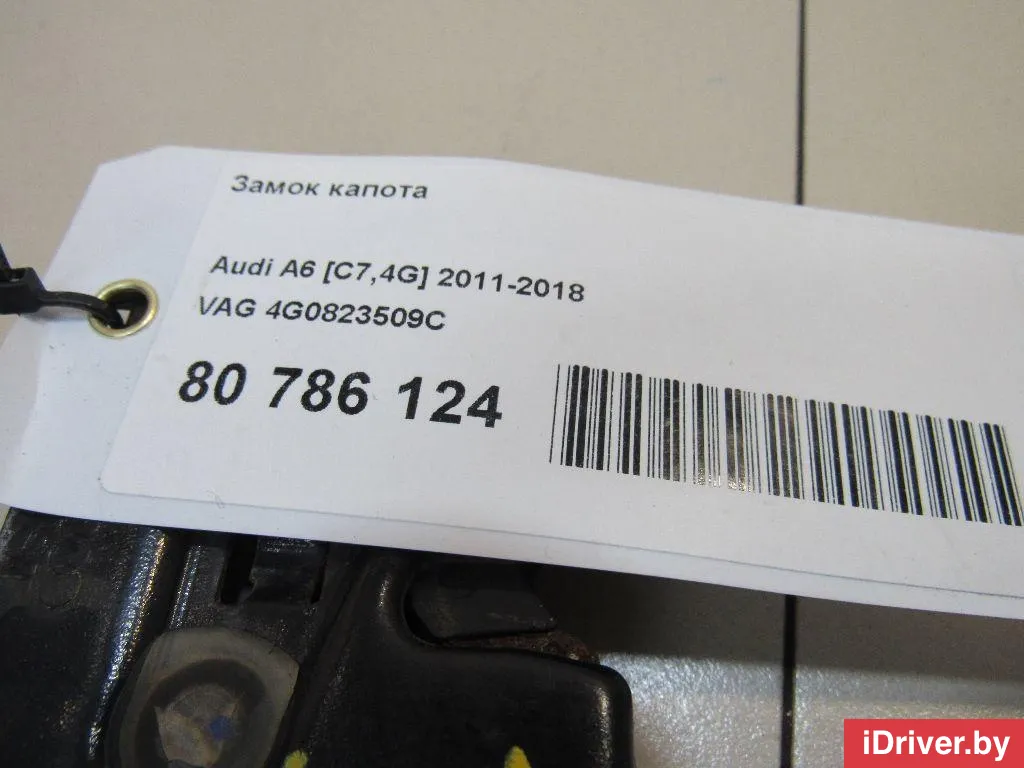 Замок капота
Audi A6 [C7,4G] 2011-2018
VAG 4G0823509C
80 786 124
iDriver.by